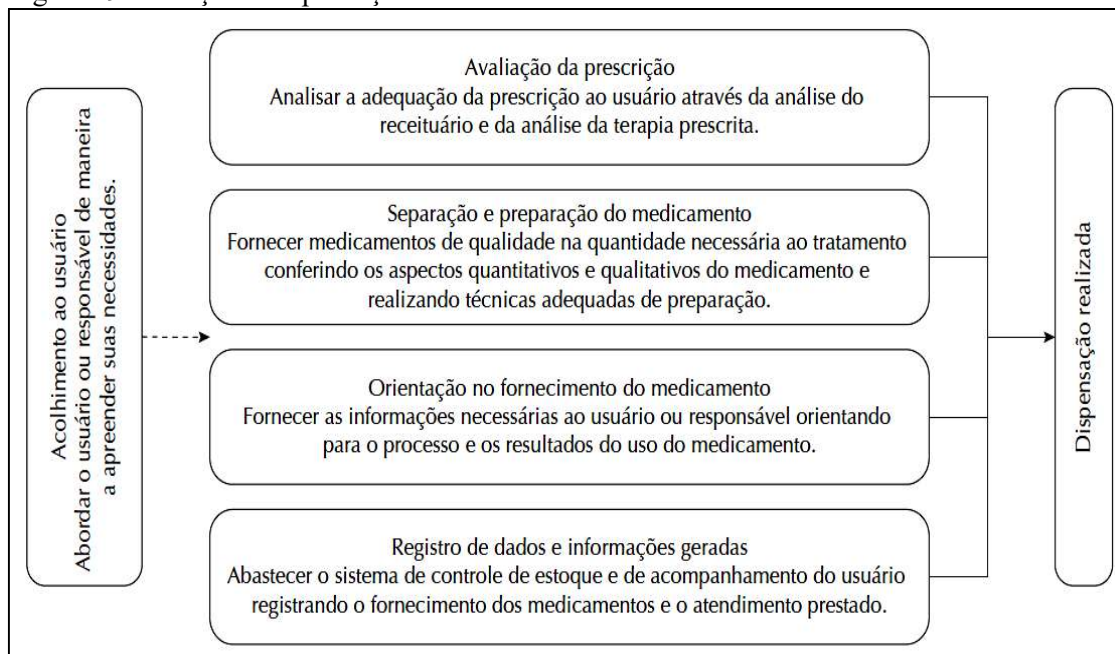 Acolhimento ao usuário
Abordar o usuário ou responsável de maneira
a apreender suas necessidades.
Avaliação da prescrição
Analisar a adequação da prescrição ao usuário através da análise do
receituário e da análise da terapia prescrita.
Separação e preparação do medicamento
Fornecer medicamentos de qualidade na quantidade necessária ao tratamento
conferindo os aspectos quantitativos e qualitativos do medicamento e
realizando técnicas adequadas de preparação.
Orientação no fornecimento do medicamento
Fornecer as informações necessárias ao usuário ou responsável orientando
para o processo e os resultados do uso do medicamento.
Registro de dados e informações geradas
Abastecer o sistema de controle de estoque e de acompanhamento do usuário
registrando o fornecimento dos medicamentos e o atendimento prestado.
Dispensação realizada